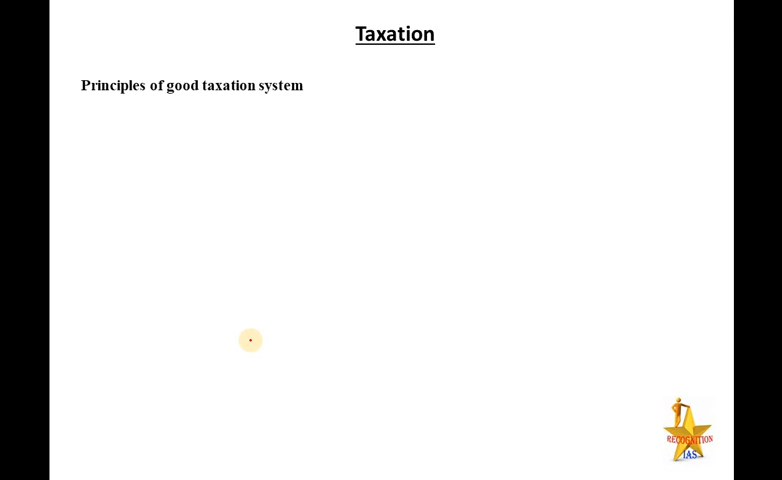 Taxation
Principles of good taxation system
RECOGNITION
IAS